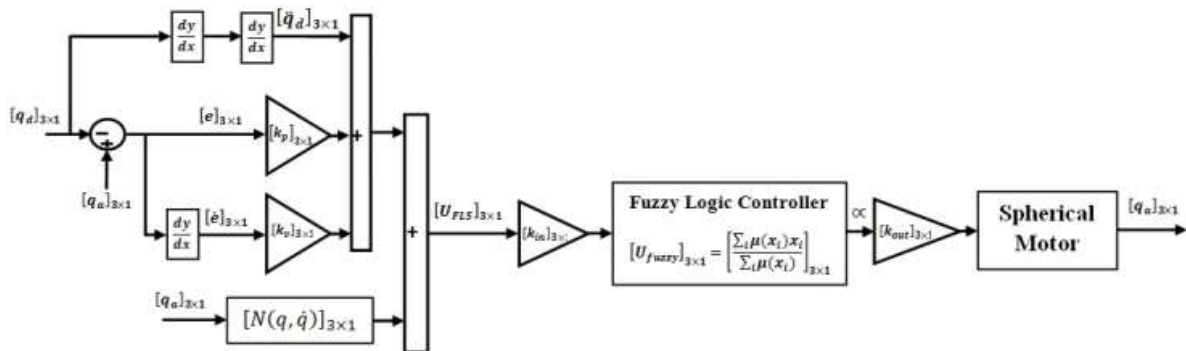 dy/dx
dy/dx
[q̈_d]_{3×1}
[q_d]_{3×1}
−
+
[e]_{3×1}
[k_p]_{3×1}
+
[q_a]_{3×1}
dy/dx
[ė]_{3×1}
[k_v]_{3×1}
[q_a]_{3×1}
[N(q, q̇)]_{3×1}
+
[U_{FLS}]_{3×1}
[k_{in}]_{3×1}
Fuzzy Logic Controller
[U_{fuzzy}]_{3×1} = [∑_i μ(x_i)x_i / ∑_i μ(x_i)]_{3×1}
∝
[k_{out}]_{3×1}
Spherical
Motor
[q_a]_{3×1}